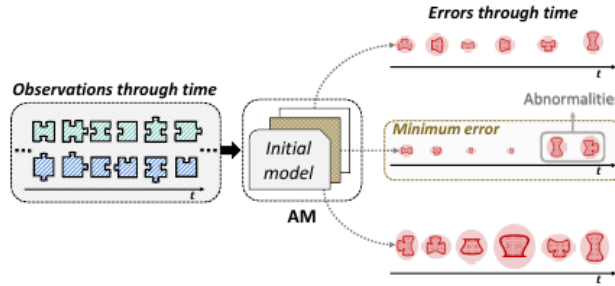 Errors through time
t
Observations through time
Abnormalities
Minimum error
Initial
model
t
t
AM
t